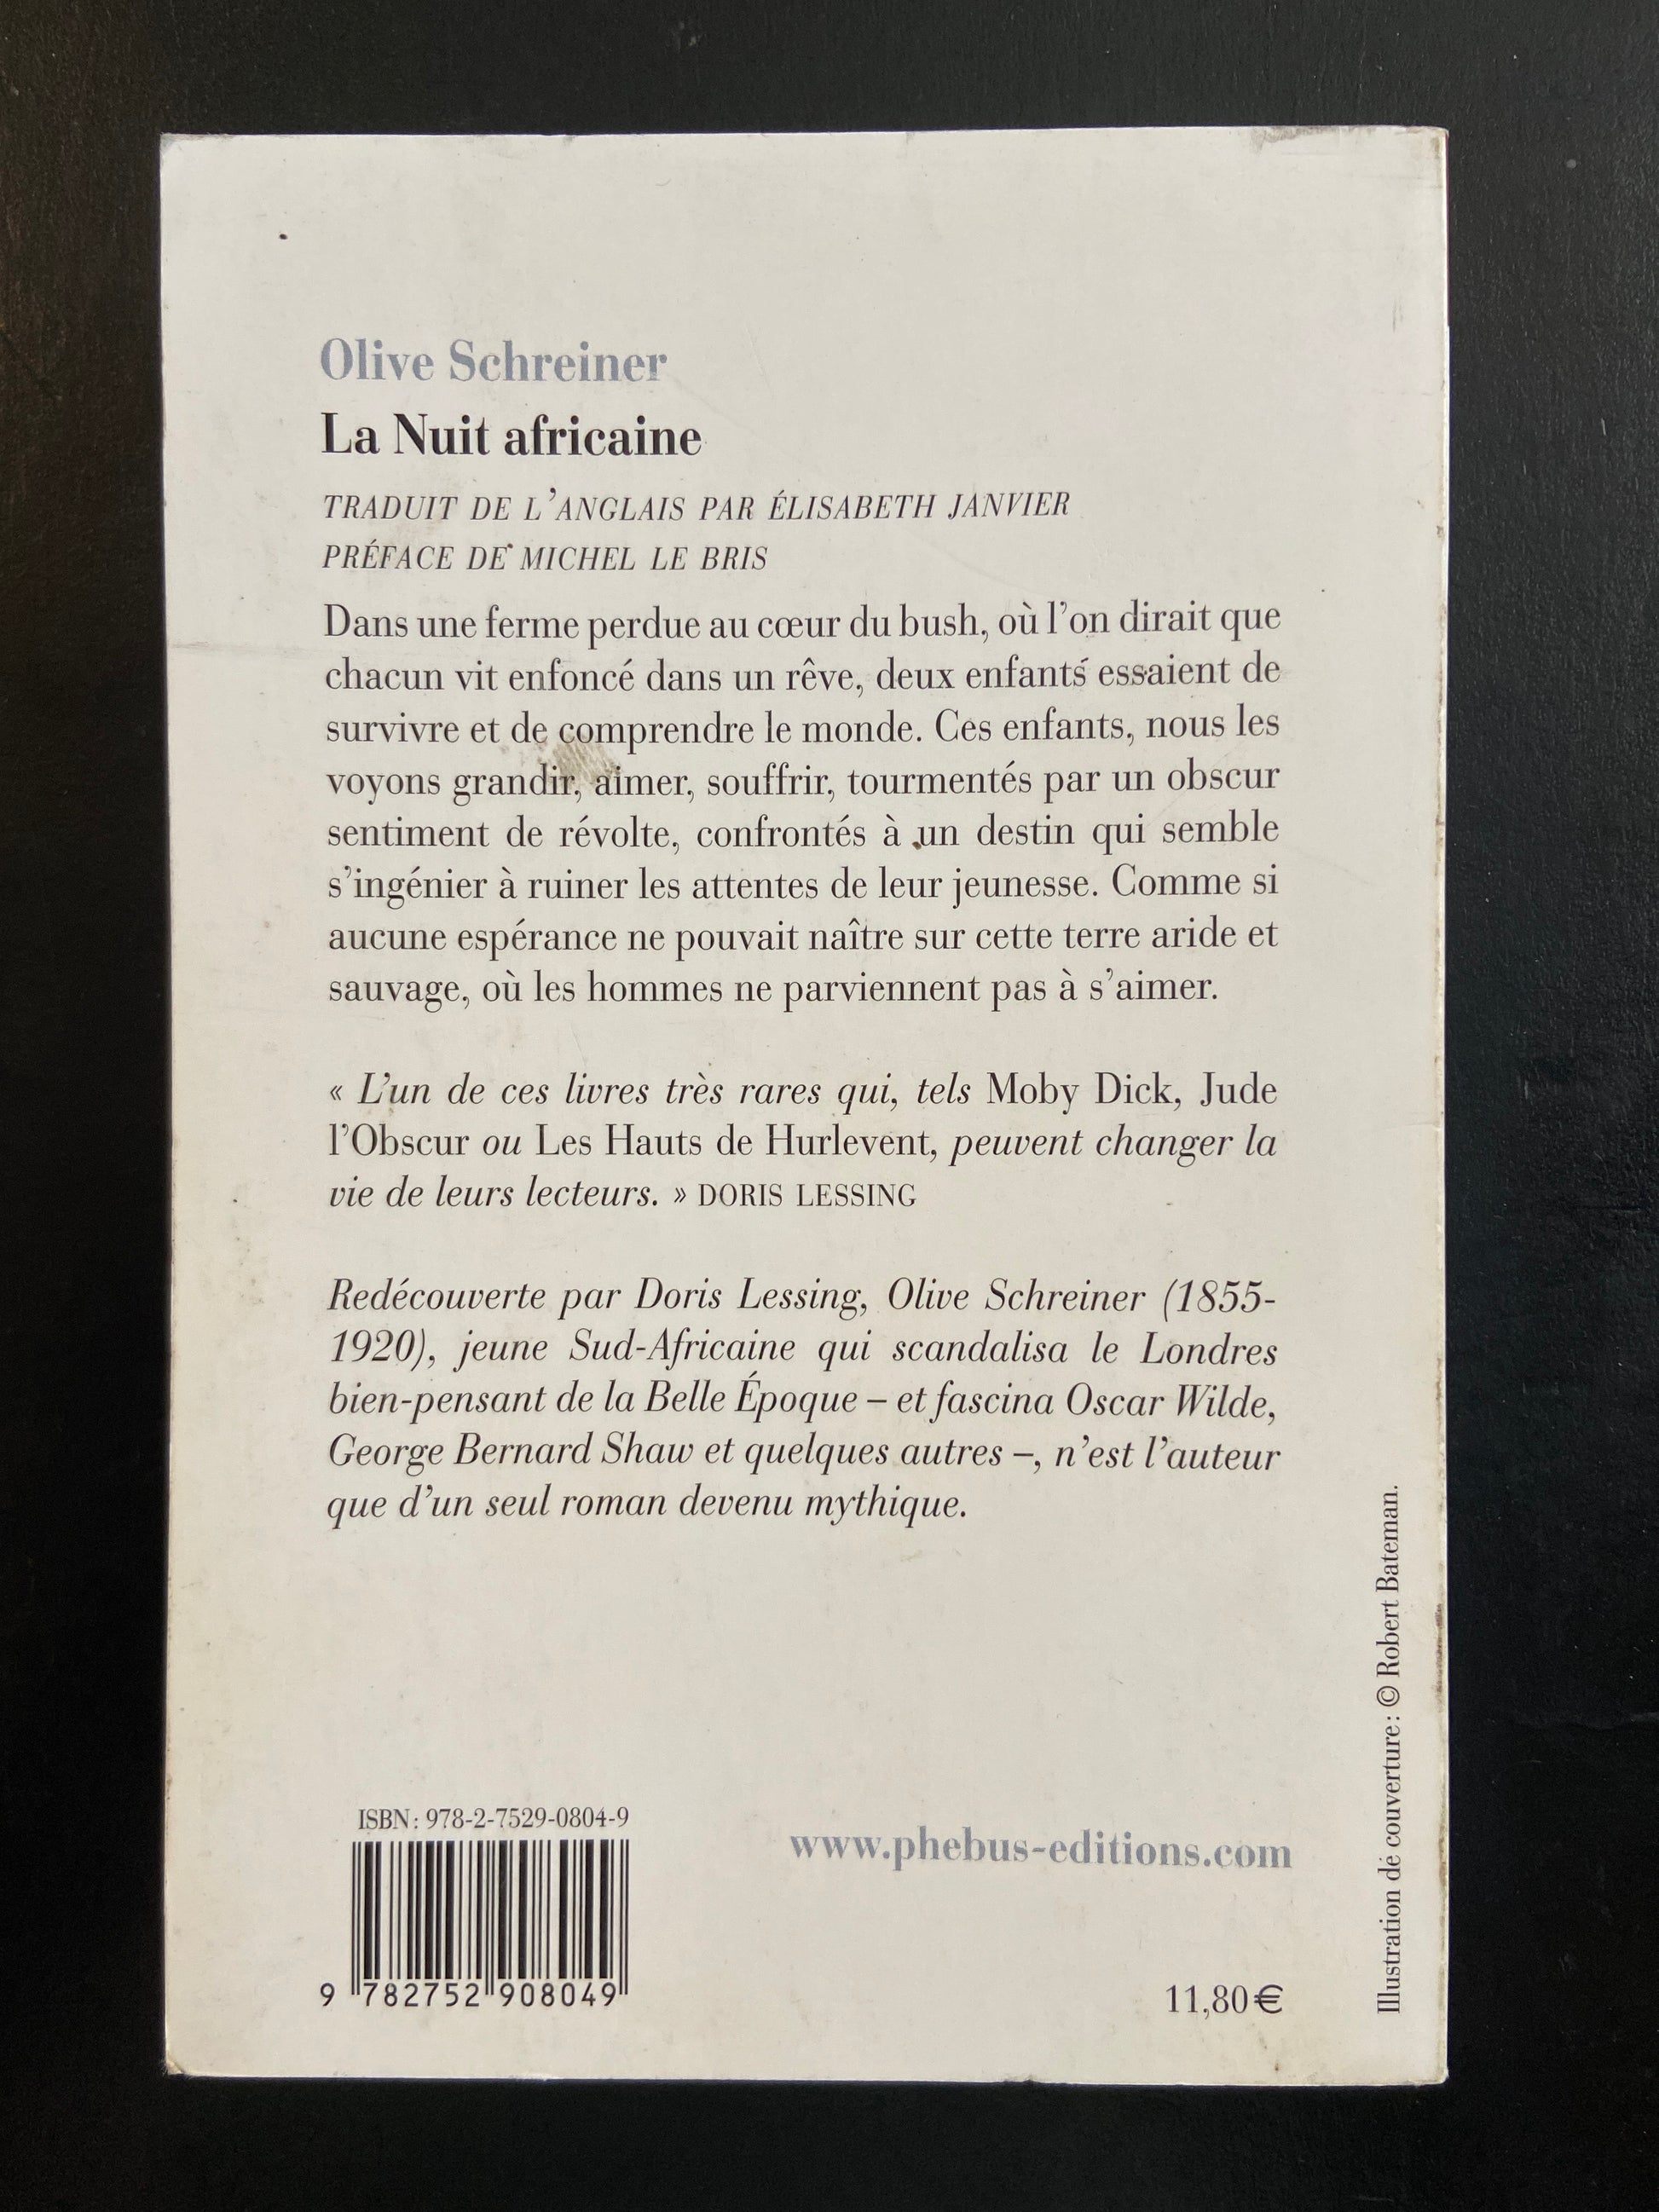 Olive Schreiner
La Nuit africaine
TRADUIT DE L’ANGLAIS PAR ÉLISABETH JANVIER
PRÉFACE DE MICHEL LE BRIS
Dans une ferme perdue au cœur du bush, où l’on dirait que
chacun vit enfoncé dans un rêve, deux enfants essaient de
survivre et de comprendre le monde. Ces enfants, nous les
voyons grandir, aimer, souffrir, tourmentés par un obscur
sentiment de révolte, confrontés à un destin qui semble
s’ingénier à ruiner les attentes de leur jeunesse. Comme si
aucune espérance ne pouvait naître sur cette terre aride et
sauvage, où les hommes ne parviennent pas à s’aimer.
« L’un de ces livres très rares qui, tels Moby Dick, Jude
l’Obscur ou Les Hauts de Hurlevent, peuvent changer la
vie de leurs lecteurs. » DORIS LESSING
Redécouverte par Doris Lessing, Olive Schreiner (1855-
1920), jeune Sud-Africaine qui scandalisa le Londres
bien-pensant de la Belle Époque – et fascina Oscar Wilde,
George Bernard Shaw et quelques autres –, n’est l’auteur
que d’un seul roman devenu mythique.
ISBN : 978-2-7529-0804-9
9 782752 908049
www.phebus-editions.com
11,80 €
Illustration de couverture : © Robert Bateman.